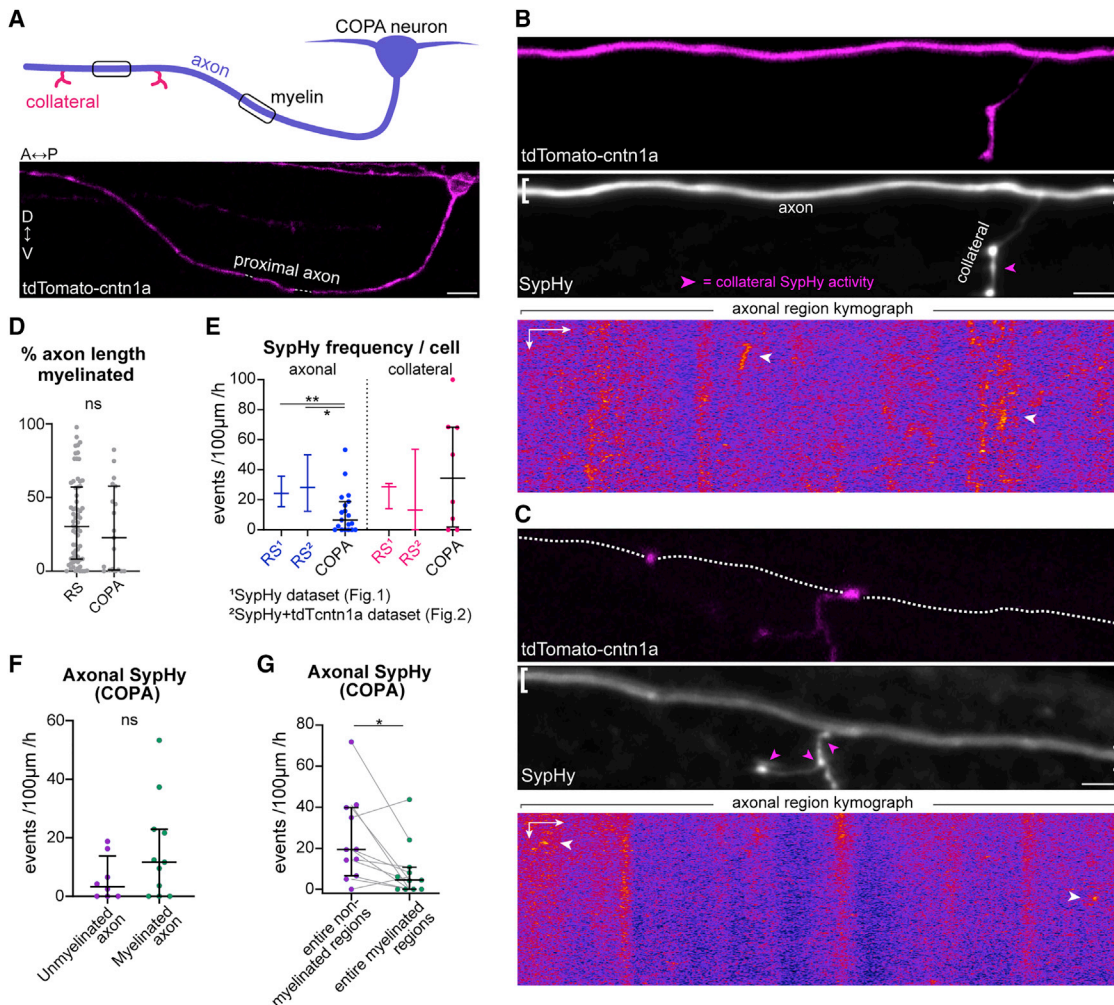 A
COPA neuron
axon
myelin
collateral
A↔P
D
↕
V
proximal axon
tdTomato-cntn1a
B
tdTomato-cntn1a
axon
collateral
SypHy
= collateral SypHy activity
axonal region kymograph
C
tdTomato-cntn1a
SypHy
axonal region kymograph
D
% axon length
myelinated
ns
100
50
0
RS
COPA
E
SypHy frequency / cell
axonal
collateral
**
*
events /100µm /h
100
80
60
40
20
0
RS¹
RS²
COPA
RS¹
RS²
COPA
¹SypHy dataset (Fig.1)
²SypHy+tdTcntn1a dataset (Fig.2)
F
Axonal SypHy
(COPA)
ns
events /100µm /h
60
40
20
0
Unmyelinated
axon
Myelinated
axon
G
Axonal SypHy
(COPA)
*
events /100µm /h
80
60
40
20
0
entire non-
myelinated regions
entire myelinated
regions